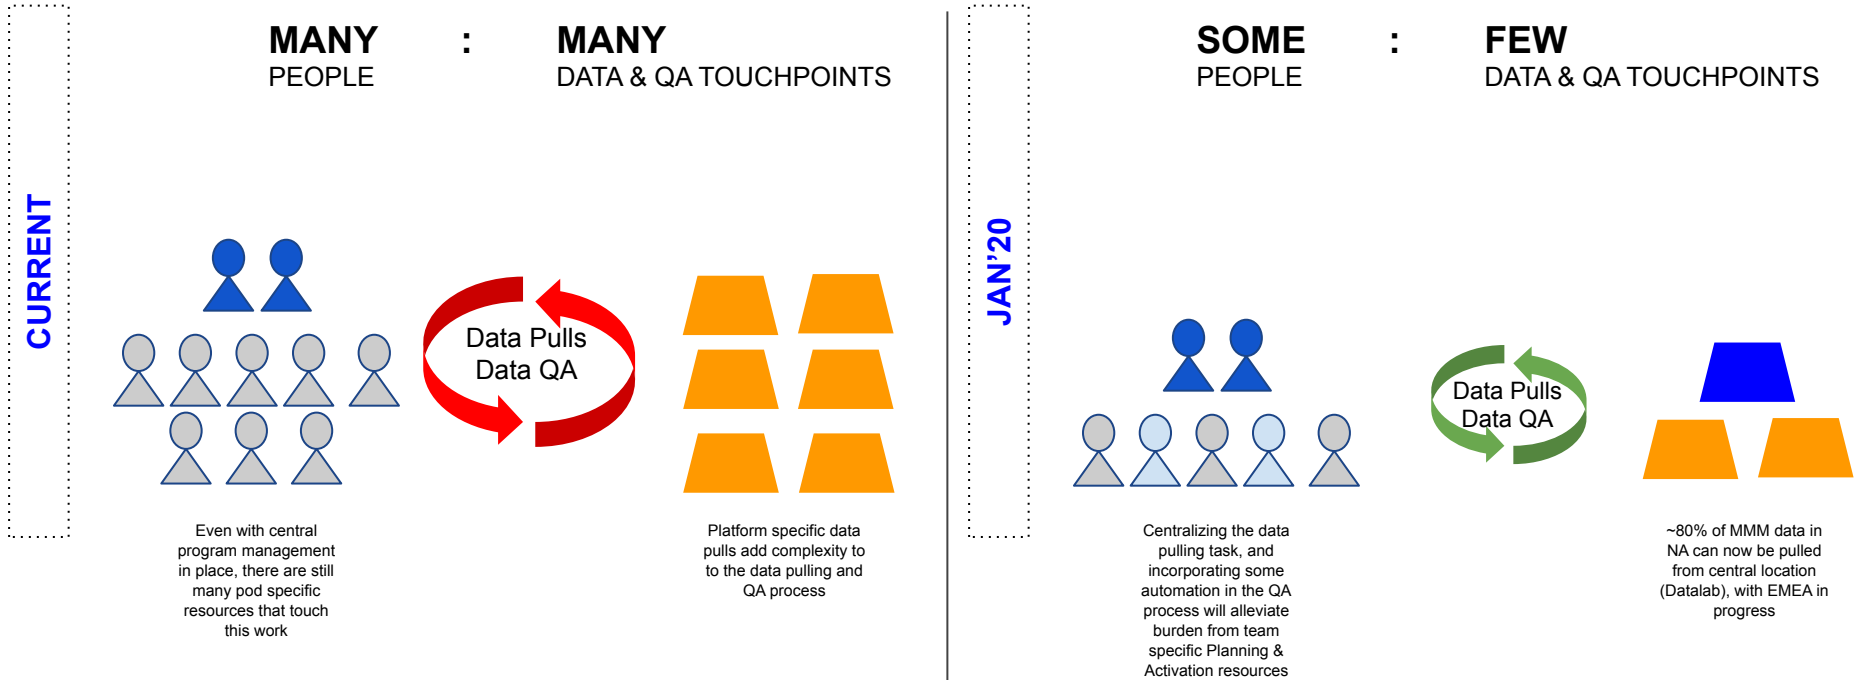 CURRENT
MANY : MANY
PEOPLE DATA & QA TOUCHPOINTS
Data Pulls
Data QA
Even with central
program management
in place, there are still
many pod specific
resources that touch
this work
Platform specific data
pulls add complexity to
to the data pulling and
QA process
JAN'20
SOME : FEW
PEOPLE DATA & QA TOUCHPOINTS
Data Pulls
Data QA
Centralizing the data
pulling task, and
incorporating some
automation in the QA
process will alleviate
burden from team
specific Planning &
Activation resources
~80% of MMM data in
NA can now be pulled
from central location
(Datalab), with EMEA in
progress